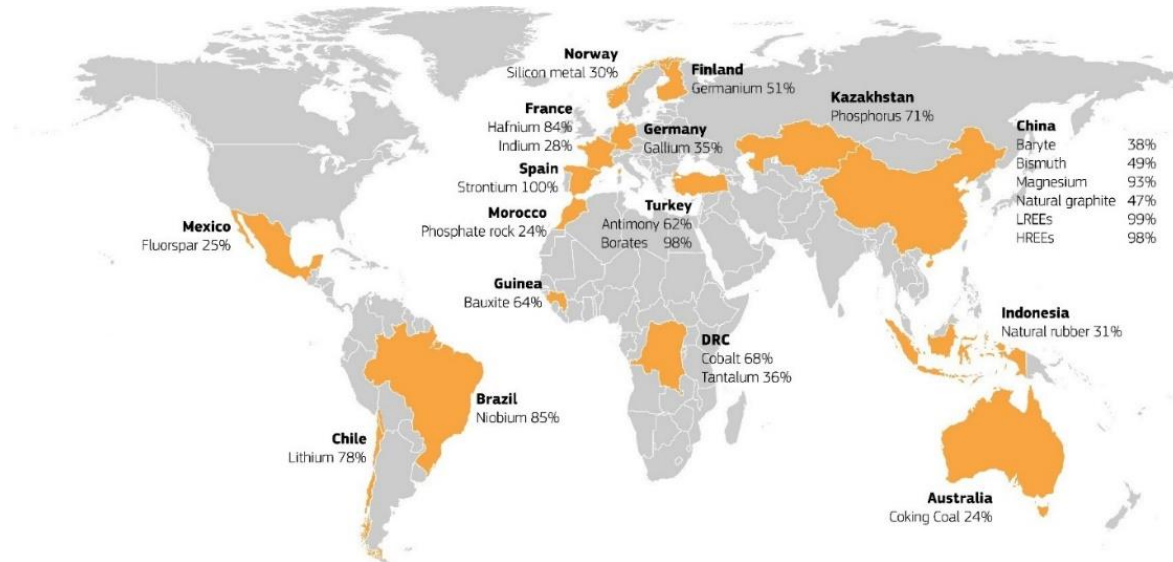 Norway
Silicon metal 30%
Finland
Germanium 51%
France
Hafnium 84%
Indium 28%
Germany
Gallium 35%
Kazakhstan
Phosphorus 71%
China
Baryte 38%
Bismuth 49%
Magnesium 93%
Natural graphite 47%
LREEs 99%
HREEs 98%
Spain
Strontium 100%
Morocco
Phosphate rock 24%
Turkey
Antimony 62%
Borates 98%
Mexico
Fluorspar 25%
Guinea
Bauxite 64%
DRC
Cobalt 68%
Tantalum 36%
Indonesia
Natural rubber 31%
Brazil
Niobium 85%
Chile
Lithium 78%
Australia
Coking Coal 24%